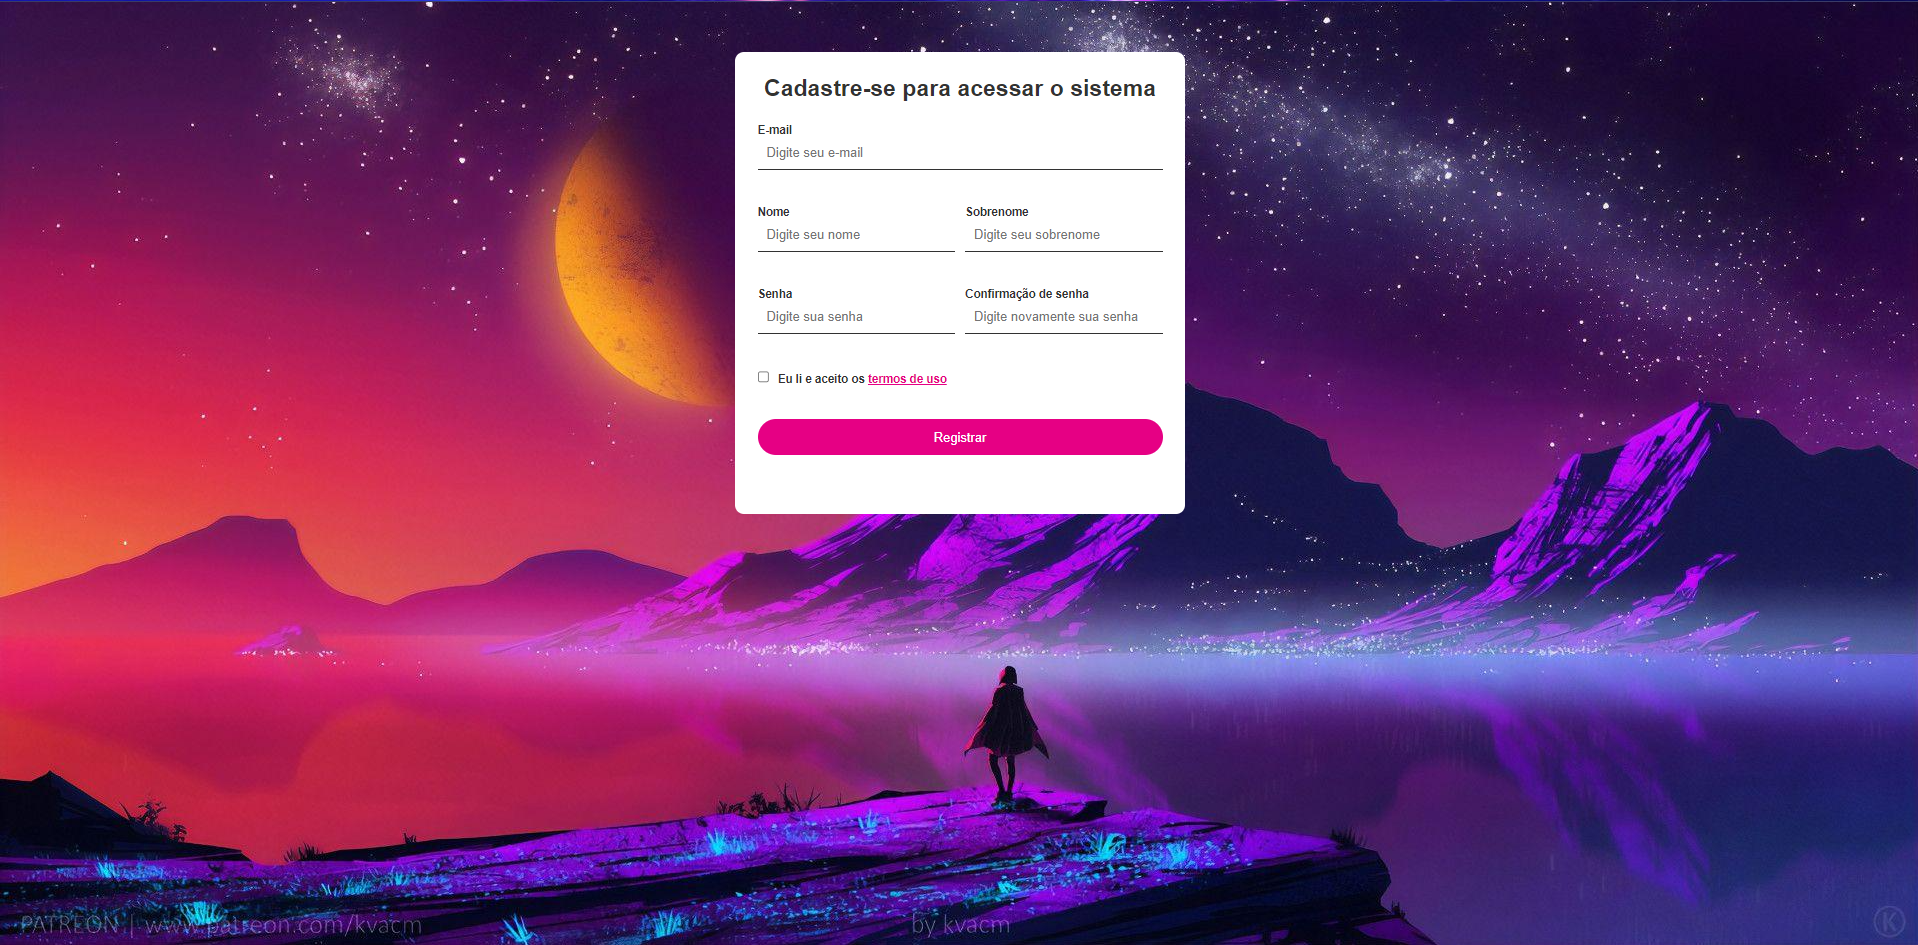 Cadastre-se para acessar o sistema
E-mail
Digite seu e-mail
Nome
Sobrenome
Digite seu nome
Digite seu sobrenome
Senha
Confirmação de senha
Digite sua senha
Digite novamente sua senha
Eu li e aceito os termos de uso
Registrar
PATREON | www.patreon.com/kvacm
by kvacm
K